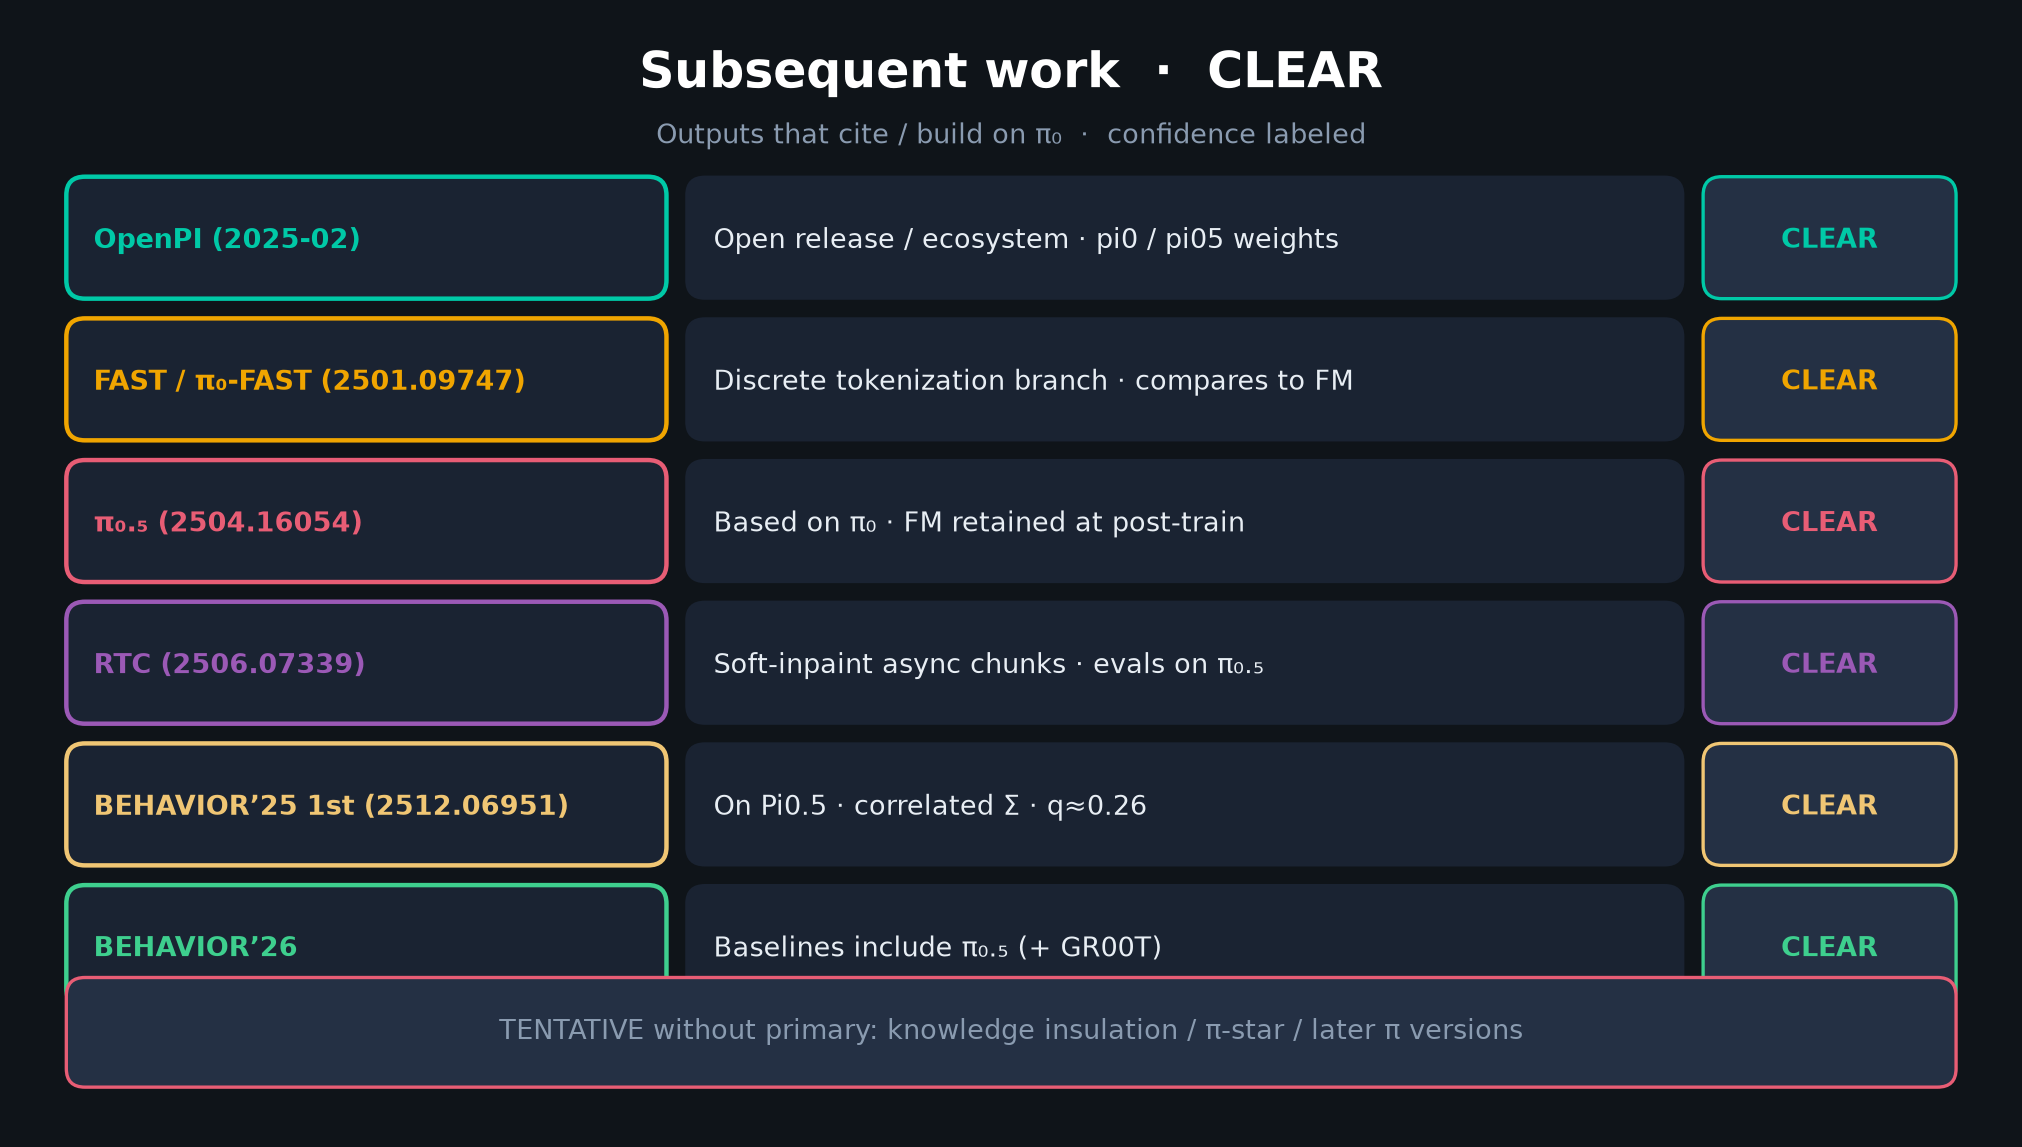 Subsequent work · CLEAR
Outputs that cite / build on π₀ · confidence labeled
OpenPI (2025-02)
Open release / ecosystem · pi0 / pi05 weights
CLEAR
FAST / π₀-FAST (2501.09747)
Discrete tokenization branch · compares to FM
CLEAR
π₀.₅ (2504.16054)
Based on π₀ · FM retained at post-train
CLEAR
RTC (2506.07339)
Soft-inpaint async chunks · evals on π₀.₅
CLEAR
BEHAVIOR’25 1st (2512.06951)
On Pi0.5 · correlated Σ · q≈0.26
CLEAR
BEHAVIOR’26
Baselines include π₀.₅ (+ GR00T)
CLEAR
TENTATIVE without primary: knowledge insulation / π-star / later π versions